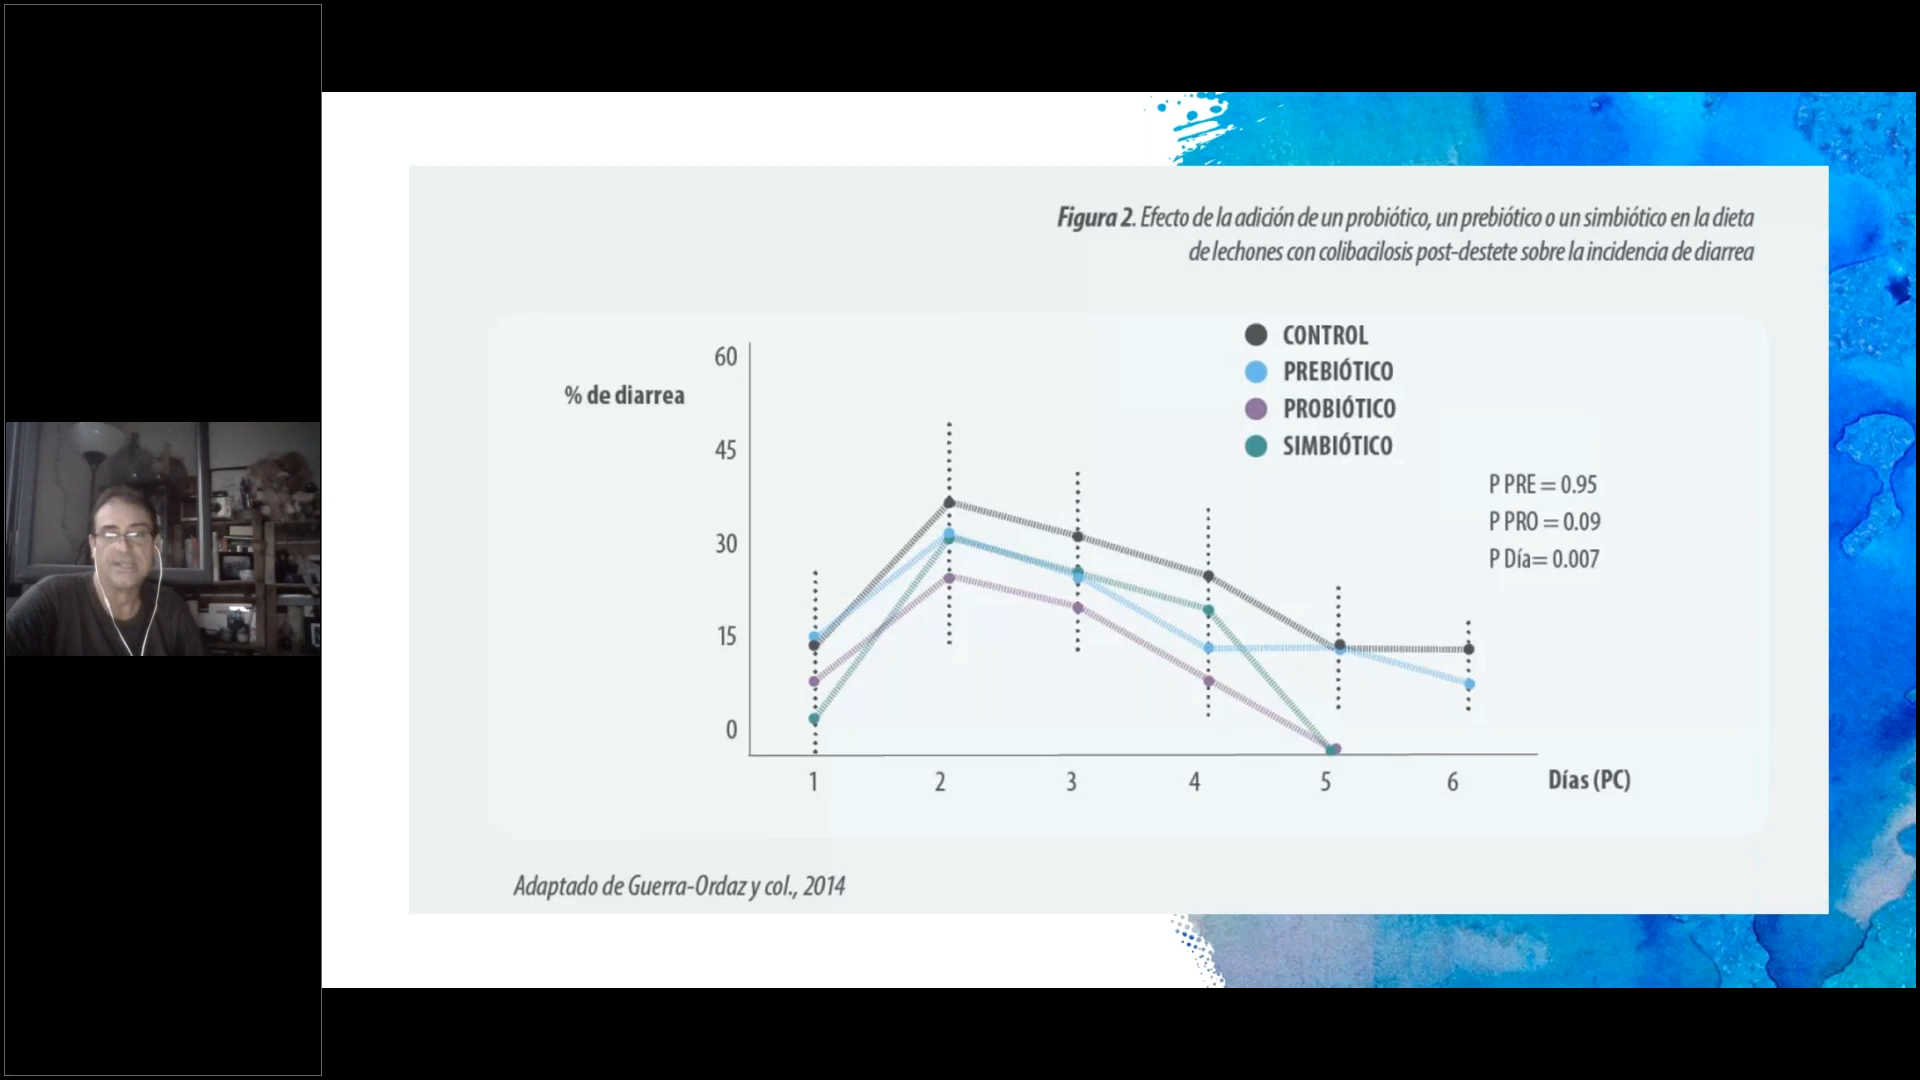 Figura 2. Efecto de la adición de un probiótico, un prebiótico o un simbiótico en la dieta
de lechones con colibacilosis post-destete sobre la incidencia de diarrea
CONTROL
PREBIÓTICO
PROBIÓTICO
SIMBIÓTICO
% de diarrea
60
45
30
15
0
P PRE = 0.95
P PRO = 0.09
P Día= 0.007
1 2 3 4 5 6 Días (PC)
Adaptado de Guerra-Ordaz y col., 2014